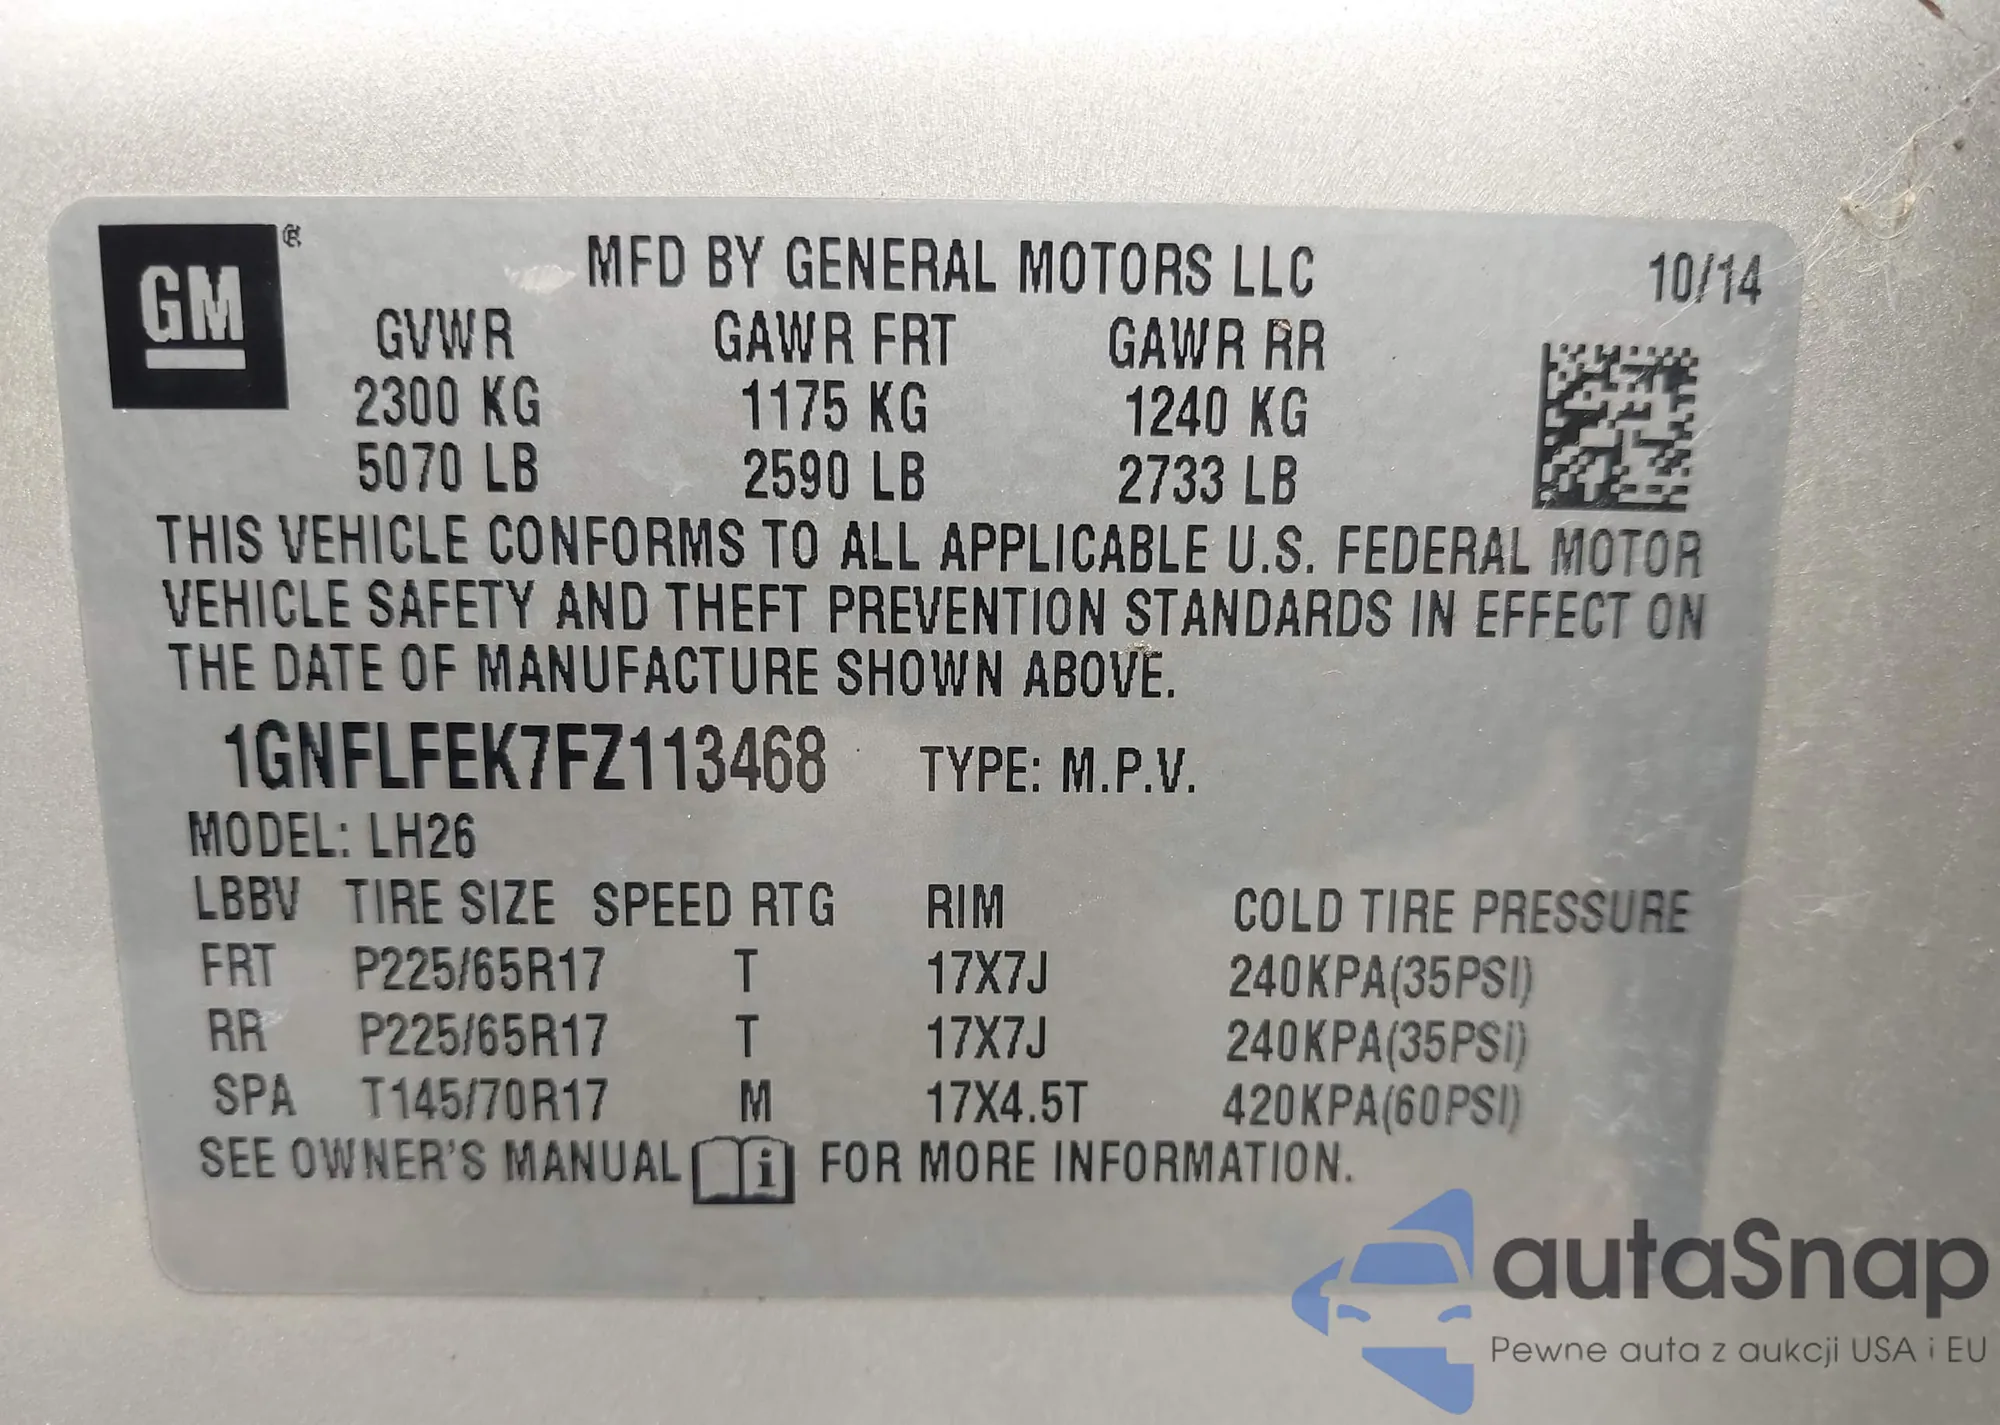 GM ® MFD BY GENERAL MOTORS LLC 10/14
GVWR GAWR FRT GAWR RR
2300 KG 1175 KG 1240 KG
5070 LB 2590 LB 2733 LB
THIS VEHICLE CONFORMS TO ALL APPLICABLE U.S. FEDERAL MOTOR
VEHICLE SAFETY AND THEFT PREVENTION STANDARDS IN EFFECT ON
THE DATE OF MANUFACTURE SHOWN ABOVE.
1GNFLFEK7FZ113468 TYPE: M.P.V.
MODEL: LH26
LBBV TIRE SIZE SPEED RTG RIM COLD TIRE PRESSURE
FRT P225/65R17 T 17X7J 240KPA(35PSI)
RR P225/65R17 T 17X7J 240KPA(35PSI)
SPA T145/70R17 M 17X4.5T 420KPA(60PSI)
SEE OWNER'S MANUAL i FOR MORE INFORMATION.
autaSnap
Pewne auta z aukcji USA i EU